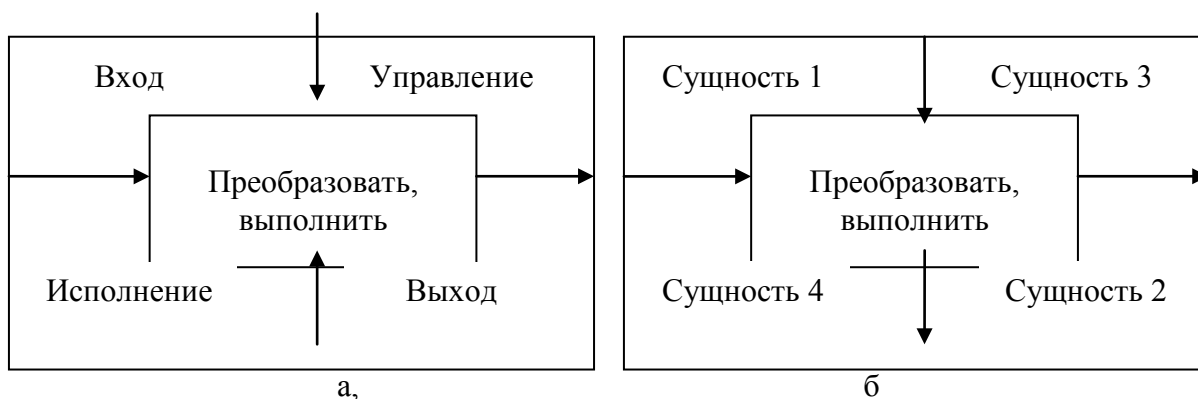 Вход Управление
Преобразовать,
выполнить
Исполнение Выход
а,
Сущность 1 Сущность 3
Преобразовать,
выполнить
Сущность 4 Сущность 2
б